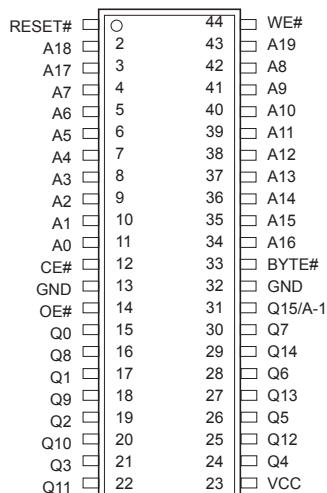 RESET# 44 WE#
A18 2 43 A19
A17 3 42 A8
A7 4 41 A9
A6 5 40 A10
A5 6 39 A11
A4 7 38 A12
A3 8 37 A13
A2 9 36 A14
A1 10 35 A15
A0 11 34 A16
CE# 12 33 BYTE#
GND 13 32 GND
OE# 14 31 Q15/A-1
Q0 15 30 Q7
Q8 16 29 Q14
Q1 17 28 Q6
Q9 18 27 Q13
Q2 19 26 Q5
Q10 20 25 Q12
Q3 21 24 Q4
Q11 22 23 VCC